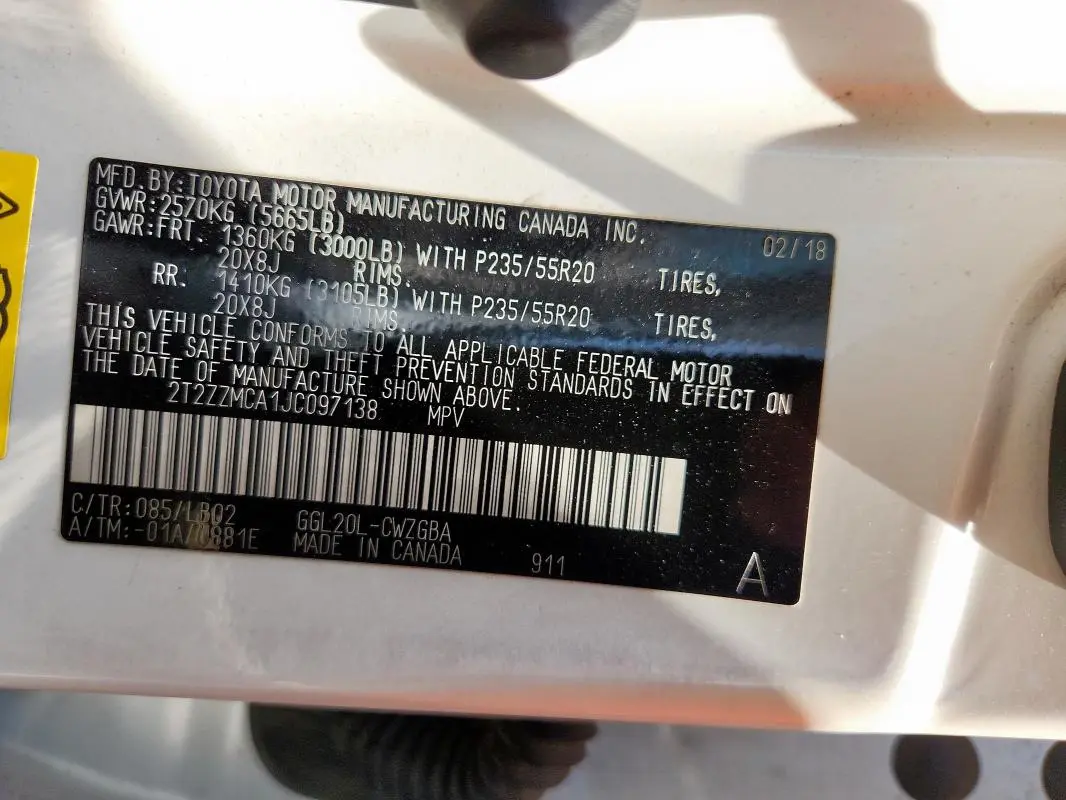 MFD. BY: TOYOTA MOTOR MANUFACTURING CANADA INC. 02/18
GVWR: 2570KG (5665LB)
GAWR: FRT. 1360KG (3000LB) WITH P235/55R20 TIRES,
20X8J RIMS.
RR. 1410KG (3105LB) WITH P235/55R20 TIRES,
20X8J RIMS.
THIS VEHICLE CONFORMS TO ALL APPLICABLE FEDERAL MOTOR
VEHICLE SAFETY AND THEFT PREVENTION STANDARDS IN EFFECT ON
THE DATE OF MANUFACTURE SHOWN ABOVE.
2T2ZZMCA1JC097138 MPV
C/TR: 085/LB02 GGL20L-CWZGBA
A/TM: MADE IN CANADA 911 A